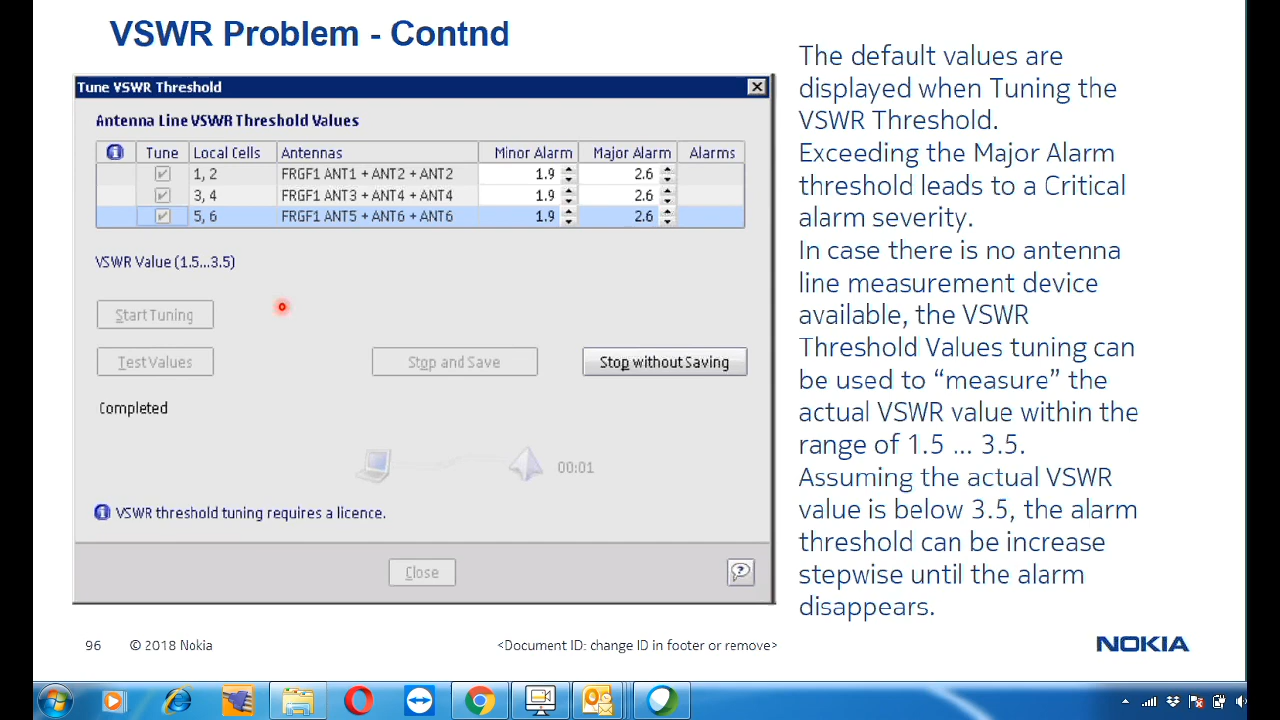 VSWR Problem - Contnd
Tune VSWR Threshold
Antenna Line VSWR Threshold Values
Tune Local Cells Antennas Minor Alarm Major Alarm Alarms
1, 2 FRGF1 ANT1 + ANT2 + ANT2 1.9 2.6
3, 4 FRGF1 ANT3 + ANT4 + ANT4 1.9 2.6
5, 6 FRGF1 ANT5 + ANT6 + ANT6 1.9 2.6
VSWR Value (1.5...3.5)
Start Tuning
Test Values Stop and Save Stop without Saving
Completed
00:01
VSWR threshold tuning requires a licence.
Close
The default values are
displayed when Tuning the
VSWR Threshold.
Exceeding the Major Alarm
threshold leads to a Critical
alarm severity.
In case there is no antenna
line measurement device
available, the VSWR
Threshold Values tuning can
be used to “measure” the
actual VSWR value within the
range of 1.5 ... 3.5.
Assuming the actual VSWR
value is below 3.5, the alarm
threshold can be increase
stepwise until the alarm
disappears.
96 © 2018 Nokia <Document ID: change ID in footer or remove> NOKIA